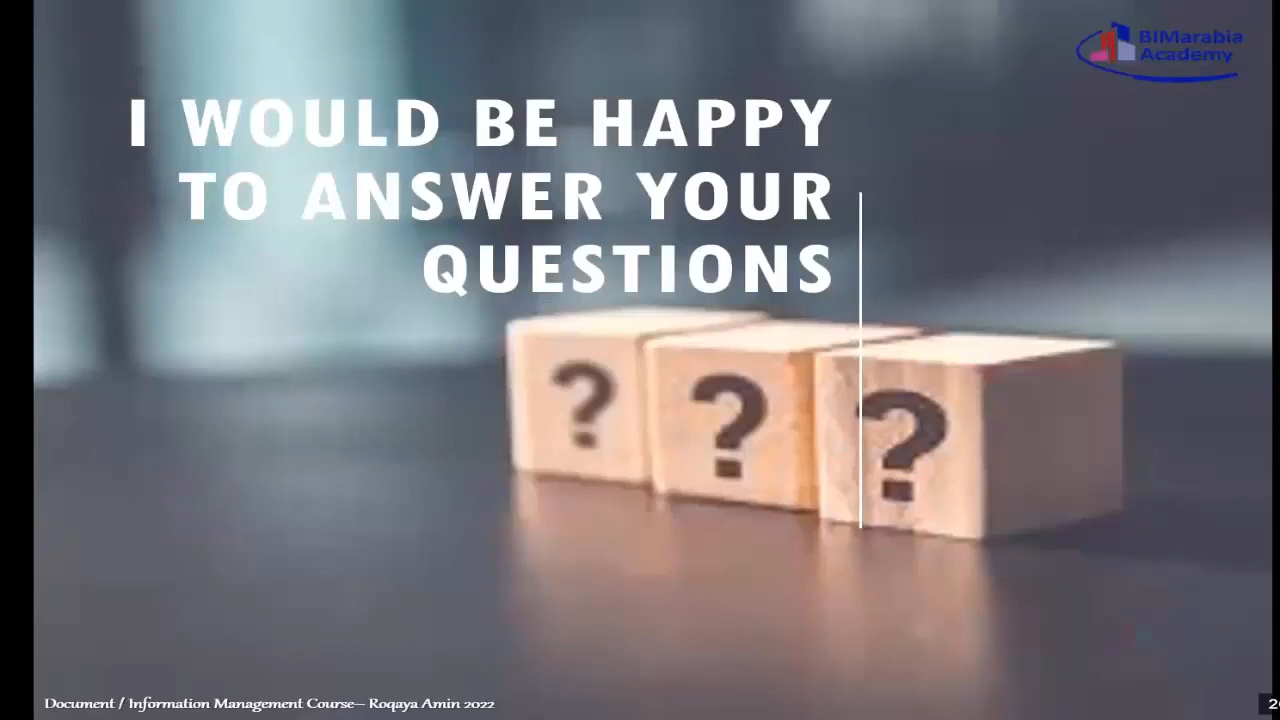 BIMarabia
Academy
I WOULD BE HAPPY
TO ANSWER YOUR
QUESTIONS
? ? ?
Document / Information Management Course– Roqaya Amin 2022